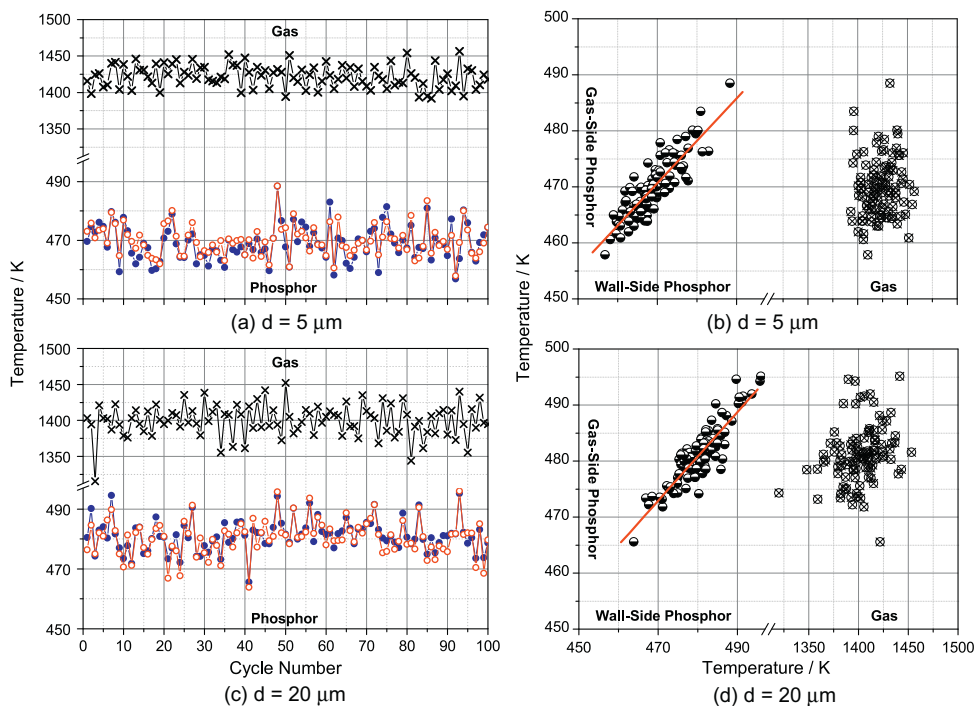 1500
Gas
1450
1400
1350
490
470
450
Phosphor
(a) d = 5 μm
500
490
480
470
460
450
Gas-Side Phosphor
Wall-Side Phosphor
Gas
(b) d = 5 μm
Temperature / K
1500
Gas
1450
1400
1350
490
470
450
Phosphor
0 10 20 30 40 50 60 70 80 90 100
Cycle Number
(c) d = 20 μm
Temperature / K
500
490
480
470
460
450
Gas-Side Phosphor
Wall-Side Phosphor
Gas
450 470 490 1350 1400 1450 1500
Temperature / K
(d) d = 20 μm